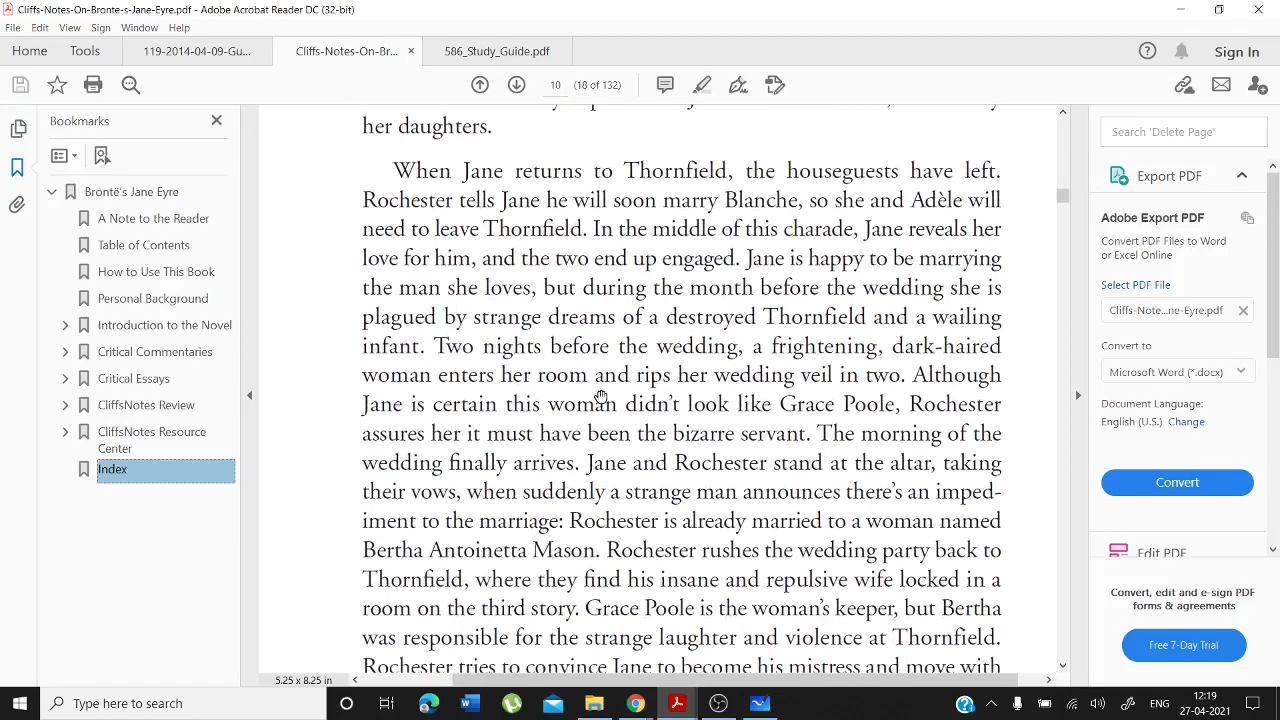 Cliffs-Notes-On-Bronte-s-Jane-Eyre.pdf - Adobe Acrobat Reader DC (32-bit)
File Edit View Sign Window Help
Home Tools 119-2014-04-09-Gu... Cliffs-Notes-On-Br... × 586_Study_Guide.pdf Sign In
10 (18 of 132)
Bookmarks
Brontë's Jane Eyre
A Note to the Reader
Table of Contents
How to Use This Book
Personal Background
Introduction to the Novel
Critical Commentaries
Critical Essays
CliffsNotes Review
CliffsNotes Resource
Center
Index
her daughters.
When Jane returns to Thornfield, the houseguests have left.
Rochester tells Jane he will soon marry Blanche, so she and Adèle will
need to leave Thornfield. In the middle of this charade, Jane reveals her
love for him, and the two end up engaged. Jane is happy to be marrying
the man she loves, but during the month before the wedding she is
plagued by strange dreams of a destroyed Thornfield and a wailing
infant. Two nights before the wedding, a frightening, dark-haired
woman enters her room and rips her wedding veil in two. Although
Jane is certain this woman didn't look like Grace Poole, Rochester
assures her it must have been the bizarre servant. The morning of the
wedding finally arrives. Jane and Rochester stand at the altar, taking
their vows, when suddenly a strange man announces there's an imped-
iment to the marriage: Rochester is already married to a woman named
Bertha Antoinetta Mason. Rochester rushes the wedding party back to
Thornfield, where they find his insane and repulsive wife locked in a
room on the third story. Grace Poole is the woman's keeper, but Bertha
was responsible for the strange laughter and violence at Thornfield.
Rochester tries to convince Jane to become his mistress and move with
5.25 x 8.25 in
Search 'Delete Page'
Export PDF
Adobe Export PDF
Convert PDF Files to Word
or Excel Online
Select PDF File
Cliffs-Note...ne-Eyre.pdf
Convert to
Microsoft Word (*.docx)
Document Language:
English (U.S.) Change
Convert
Edit PDF
Convert, edit and e-sign PDF
forms & agreements
Free 7-Day Trial
Type here to search
ENG
12:19
27-04-2021